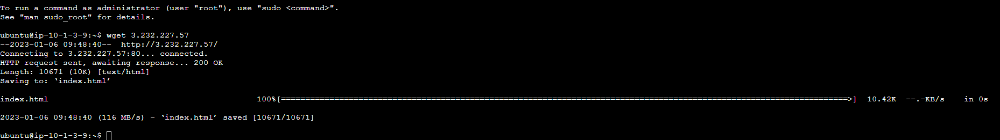 To run a command as administrator (user "root"), use "sudo <command>".
See "man sudo_root" for details.
ubuntu@ip-10-1-3-9:~$ wget 3.232.227.57
--2023-01-06 09:48:40--  http://3.232.227.57/
Connecting to 3.232.227.57:80... connected.
HTTP request sent, awaiting response... 200 OK
Length: 10671 (10K) [text/html]
Saving to: ‘index.html’
index.html 100%[=====================================================================================================================>] 10.42K --.-KB/s in 0s
2023-01-06 09:48:40 (116 MB/s) - ‘index.html’ saved [10671/10671]
ubuntu@ip-10-1-3-9:~$